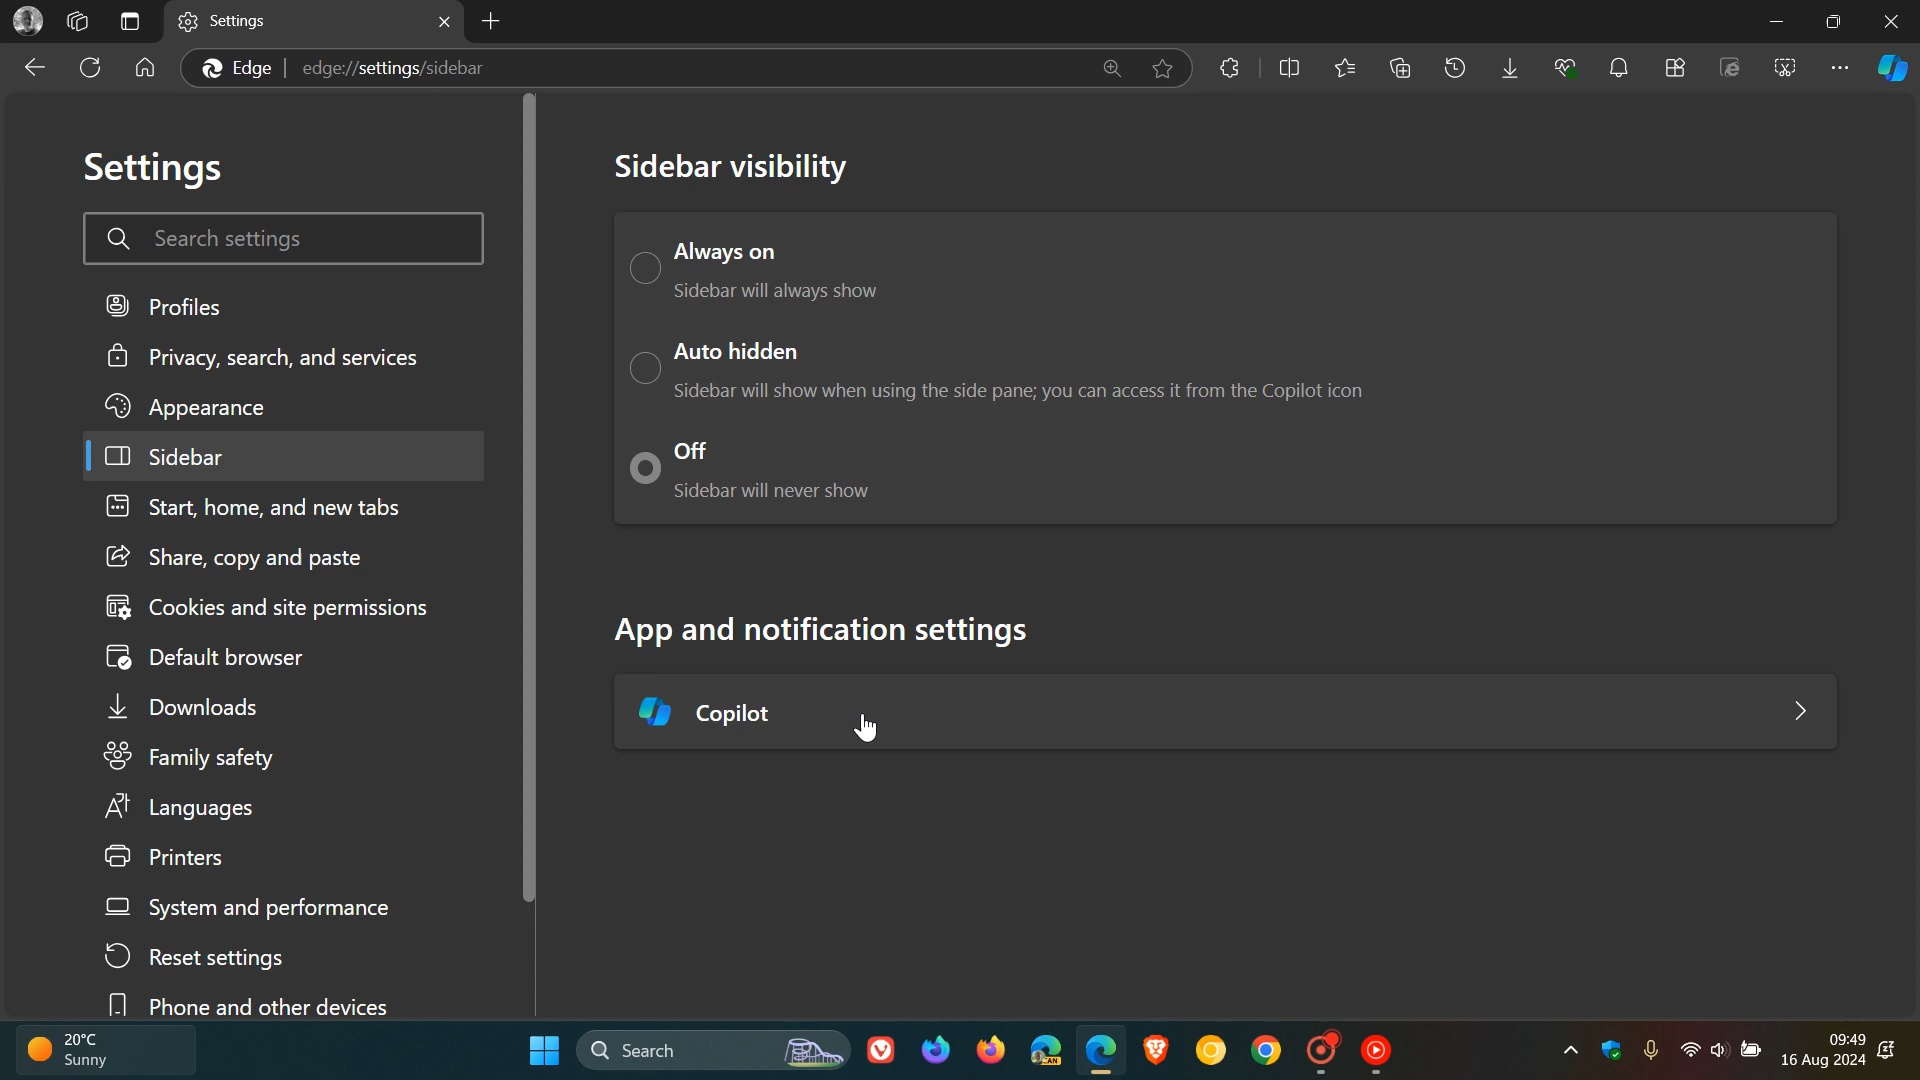 Settings
Edge
edge://settings/sidebar
Settings
Search settings
Profiles
Privacy, search, and services
Appearance
Sidebar
Start, home, and new tabs
Share, copy and paste
Cookies and site permissions
Default browser
Downloads
Family safety
Languages
Printers
System and performance
Reset settings
Phone and other devices
Sidebar visibility
Always on
Sidebar will always show
Auto hidden
Sidebar will show when using the side pane; you can access it from the Copilot icon
Off
Sidebar will never show
App and notification settings
Copilot
20°C
Sunny
Search
CAN
09:49
16 Aug 2024